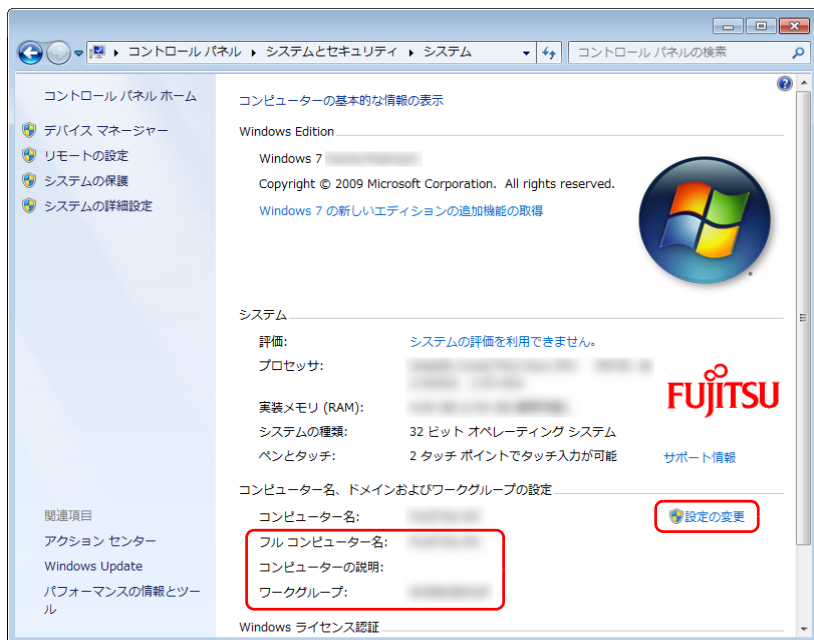 コントロール パネル ▸ システムとセキュリティ ▸ システム
コントロール パネルの検索
コントロール パネル ホーム
デバイス マネージャー
リモートの設定
システムの保護
システムの詳細設定
コンピューターの基本的な情報の表示
Windows Edition
Windows 7
Copyright © 2009 Microsoft Corporation. All rights reserved.
Windows 7 の新しいエディションの追加機能の取得
システム
評価: システムの評価を利用できません。
プロセッサ:
実装メモリ (RAM):
システムの種類: 32 ビット オペレーティング システム
ペンとタッチ: 2 タッチ ポイントでタッチ入力が可能
FUJITSU
サポート情報
コンピューター名、ドメインおよびワークグループの設定
コンピューター名:
設定の変更
フル コンピューター名:
コンピューターの説明:
ワークグループ:
Windows ライセンス認証
関連項目
アクション センター
Windows Update
パフォーマンスの情報とツー
ル